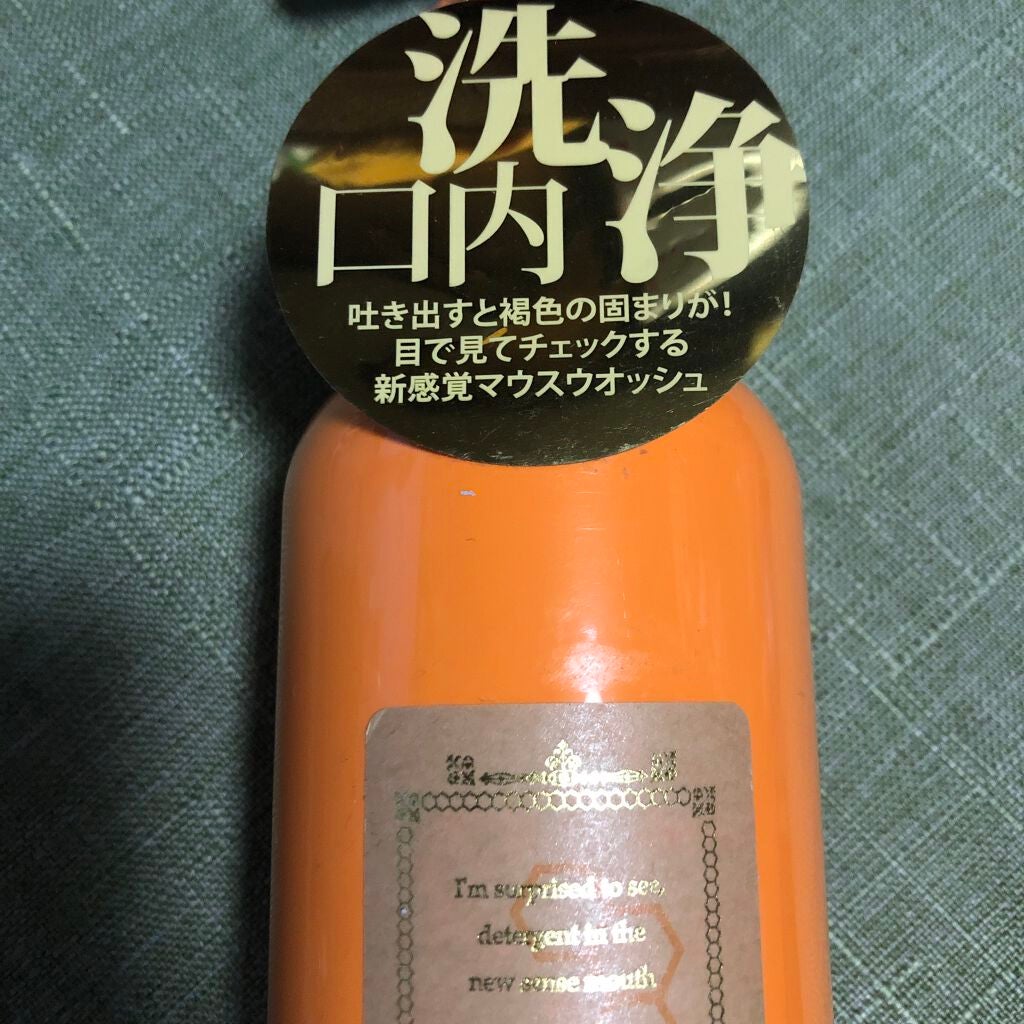 洗浄
口内
吐き出すと褐色の固まりが!
目で見てチェックする
新感覚マウスウオッシュ
I'm surprised to see,
detergent in the
new sense mouth